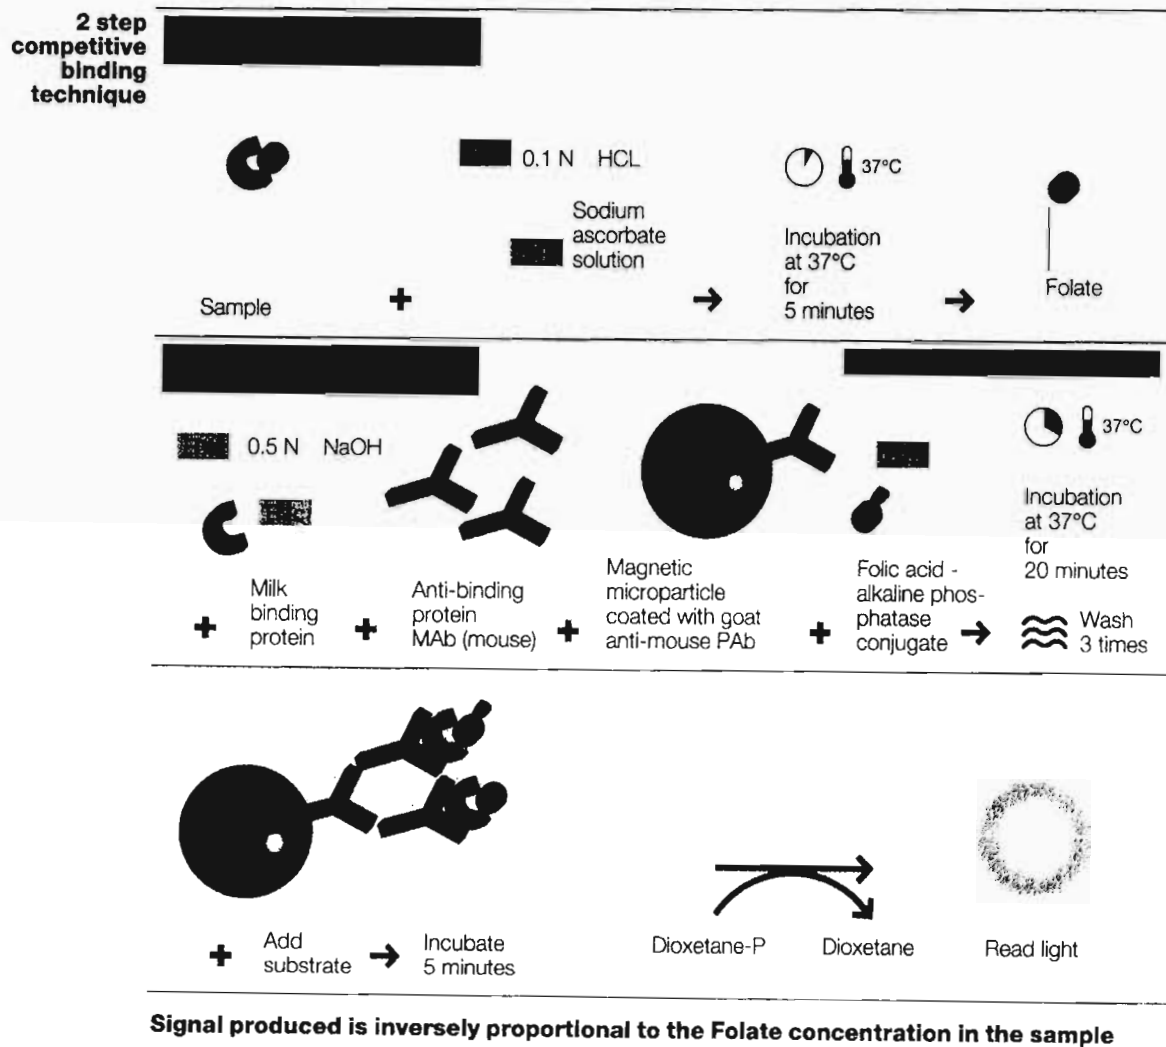 2 step
competitive
binding
technique
0.1 N HCL
Sodium
ascorbate
solution
37°C
Incubation
at 37°C
for
5 minutes
Sample
+
→
→
Folate
0.5 N NaOH
37°C
Incubation
at 37°C
for
20 minutes
+
Milk
binding
protein
+
Anti-binding
protein
MAb (mouse)
+
Magnetic
microparticle
coated with goat
anti-mouse PAb
+
Folic acid -
alkaline phos-
phatase
conjugate
→
Wash
3 times
+
Add
substrate
→
Incubate
5 minutes
Dioxetane-P
Dioxetane
Read light
Signal produced is inversely proportional to the Folate concentration in the sample